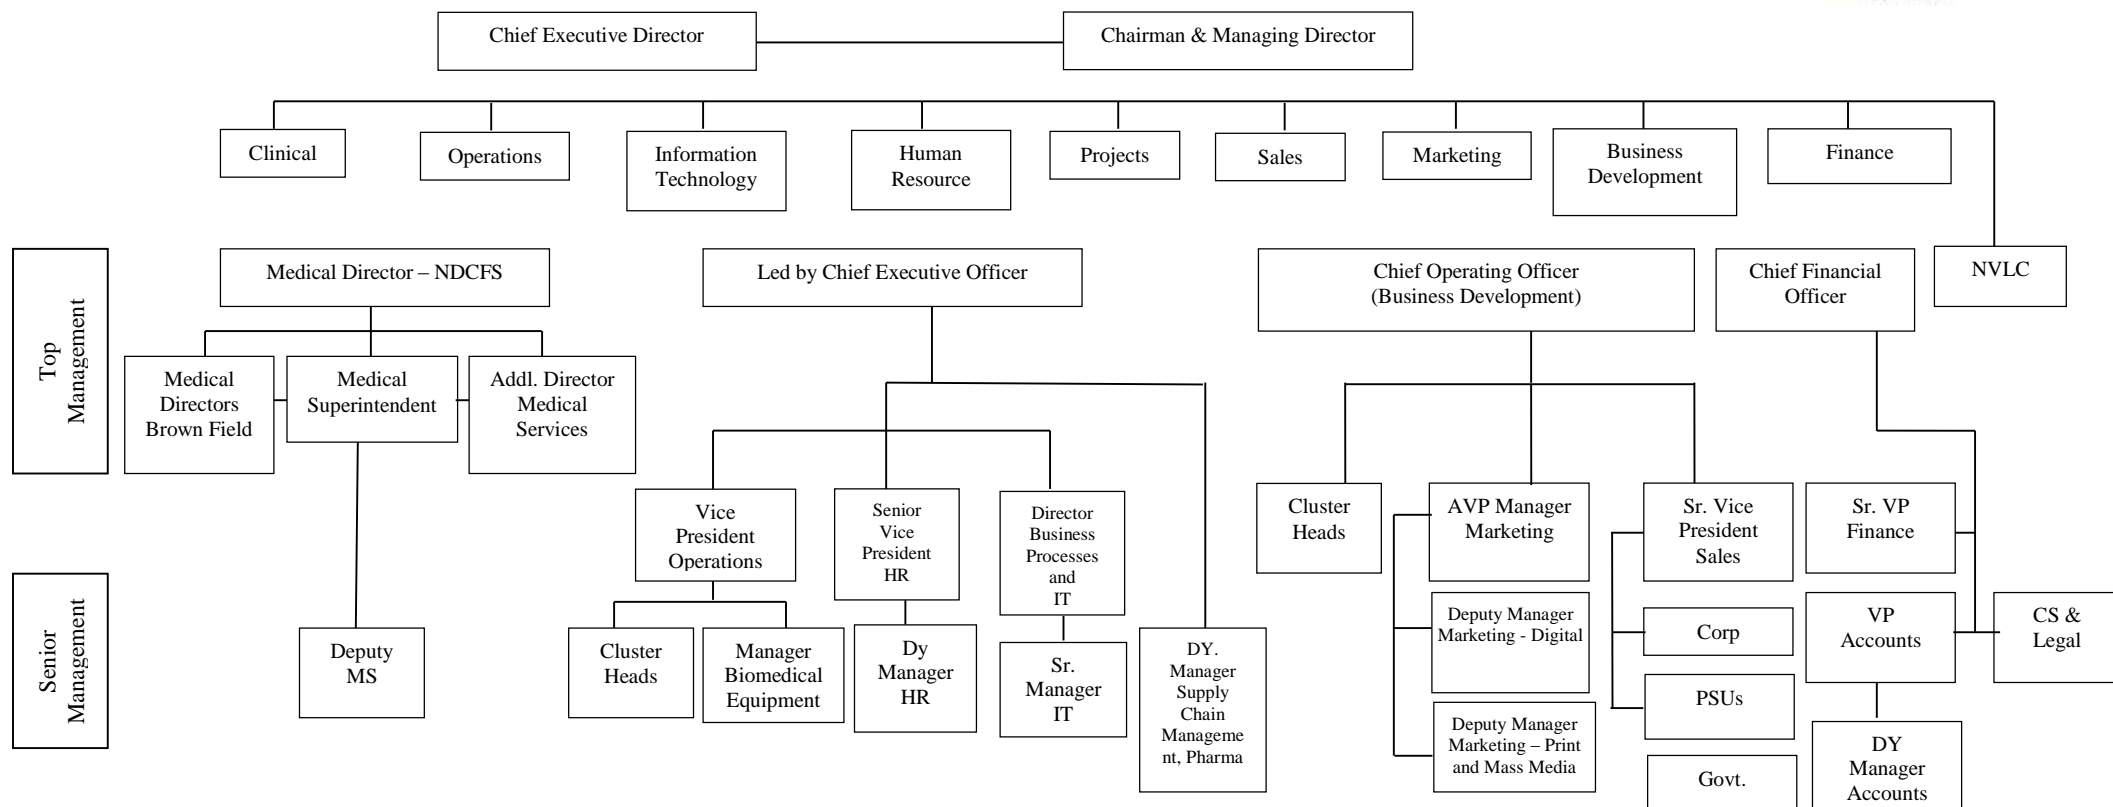 Chief Executive Director
Chairman & Managing Director
Clinical
Operations
Information
Technology
Human
Resource
Projects
Sales
Marketing
Business
Development
Finance
Top
Management
Medical Director – NDCFS
Led by Chief Executive Officer
Chief Operating Officer
(Business Development)
Chief Financial
Officer
NVLC
Medical
Directors
Brown Field
Medical
Superintendent
Addl. Director
Medical
Services
Vice
President
Operations
Senior
Vice
President
HR
Director
Business
Processes
and
IT
Cluster
Heads
AVP Manager
Marketing
Sr. Vice
President
Sales
Sr. VP
Finance
Senior
Management
Deputy
MS
Cluster
Heads
Manager
Biomedical
Equipment
Dy
Manager
HR
Sr.
Manager
IT
DY.
Manager
Supply
Chain
Manageme
nt, Pharma
Deputy Manager
Marketing - Digital
Deputy Manager
Marketing – Print
and Mass Media
Corp
PSUs
Govt.
VP
Accounts
CS &
Legal
DY
Manager
Accounts